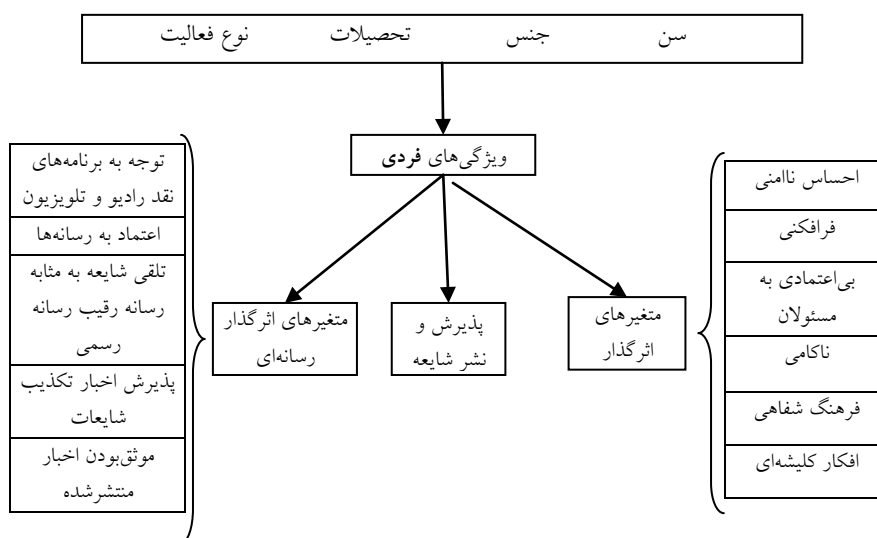 سن جنس تحصیلات نوع فعالیت
ویژگی‌های فردی
احساس ناامنی
فرافکنی
بی‌اعتمادی به
مسئولان
ناکامی
فرهنگ شفاهی
افکار کلیشه‌ای
متغیرهای
اثرگذار
پذیرش و
نشر شایعه
متغیرهای اثرگذار
رسانه‌ای
توجه به برنامه‌های
نقد رادیو و تلویزیون
اعتماد به رسانه‌ها
تلقی شایعه به مثابه
رسانه رقیب رسانه
رسمی
پذیرش اخبار تکذیب
شایعات
موثق‌بودن اخبار
منتشرشده